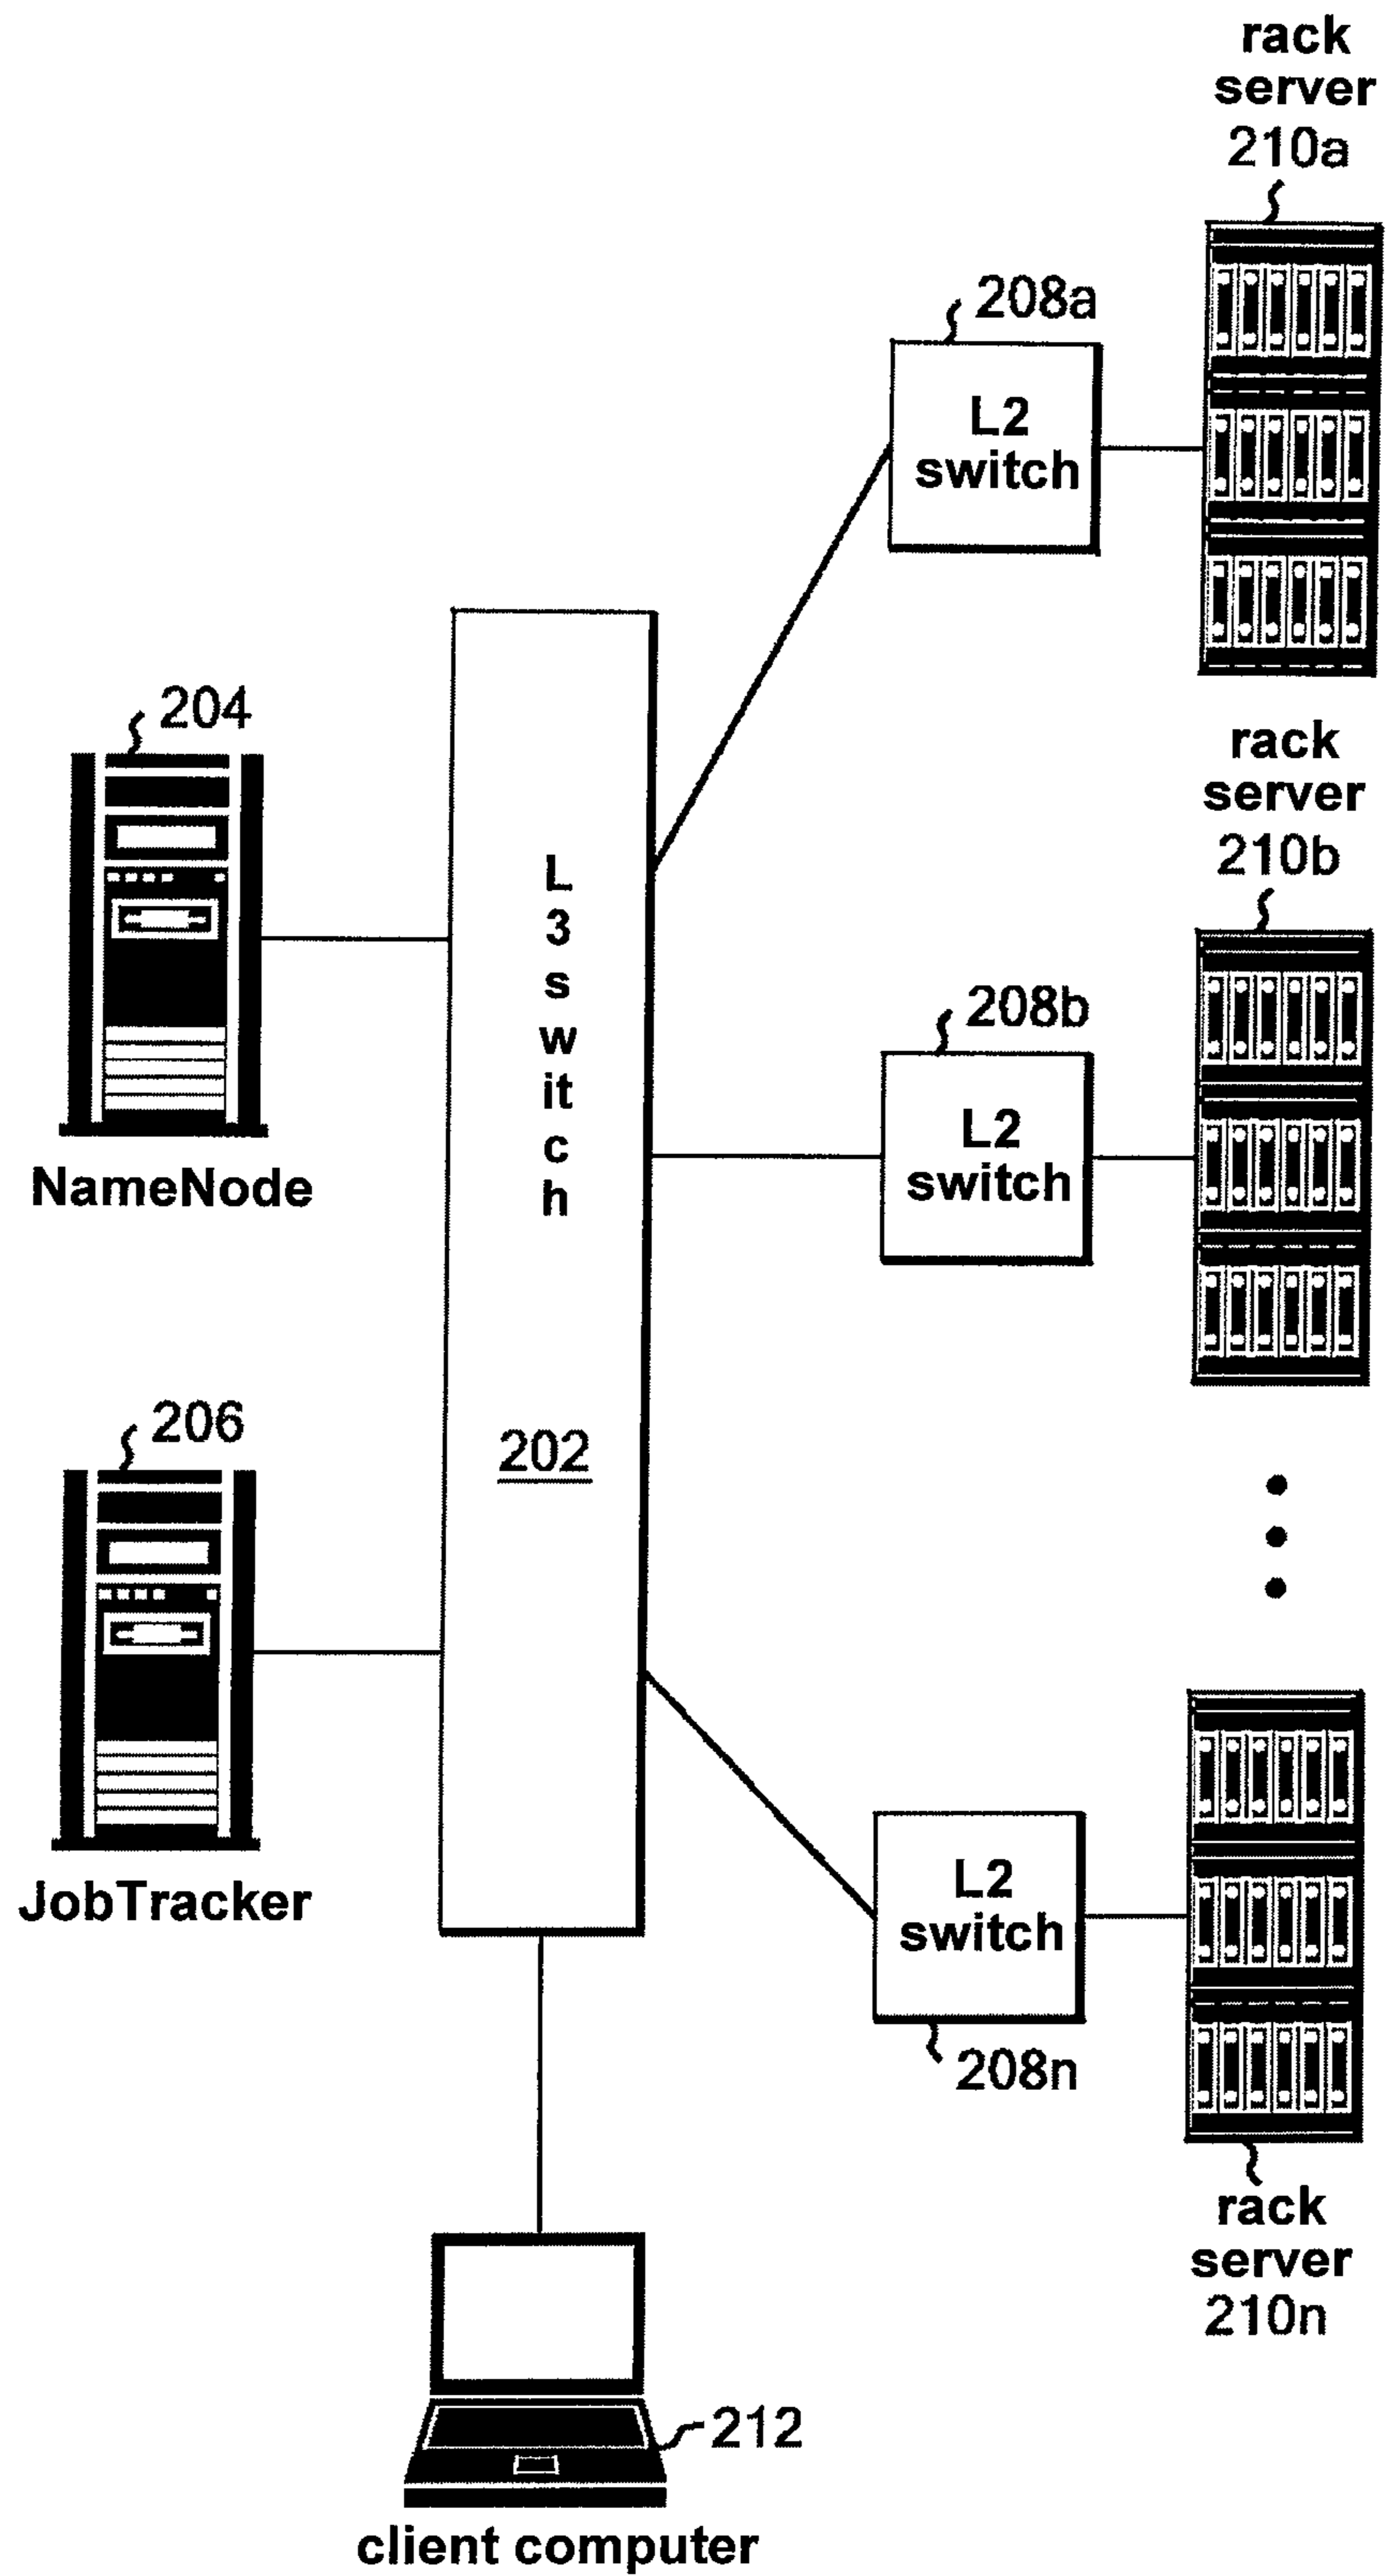 rack
server
210a
208a
L2
switch
204
NameNode
L
3
s
w
it
c
h
202
rack
server
210b
208b
L2
switch
206
JobTracker
L2
switch
208n
rack
server
210n
212
client computer